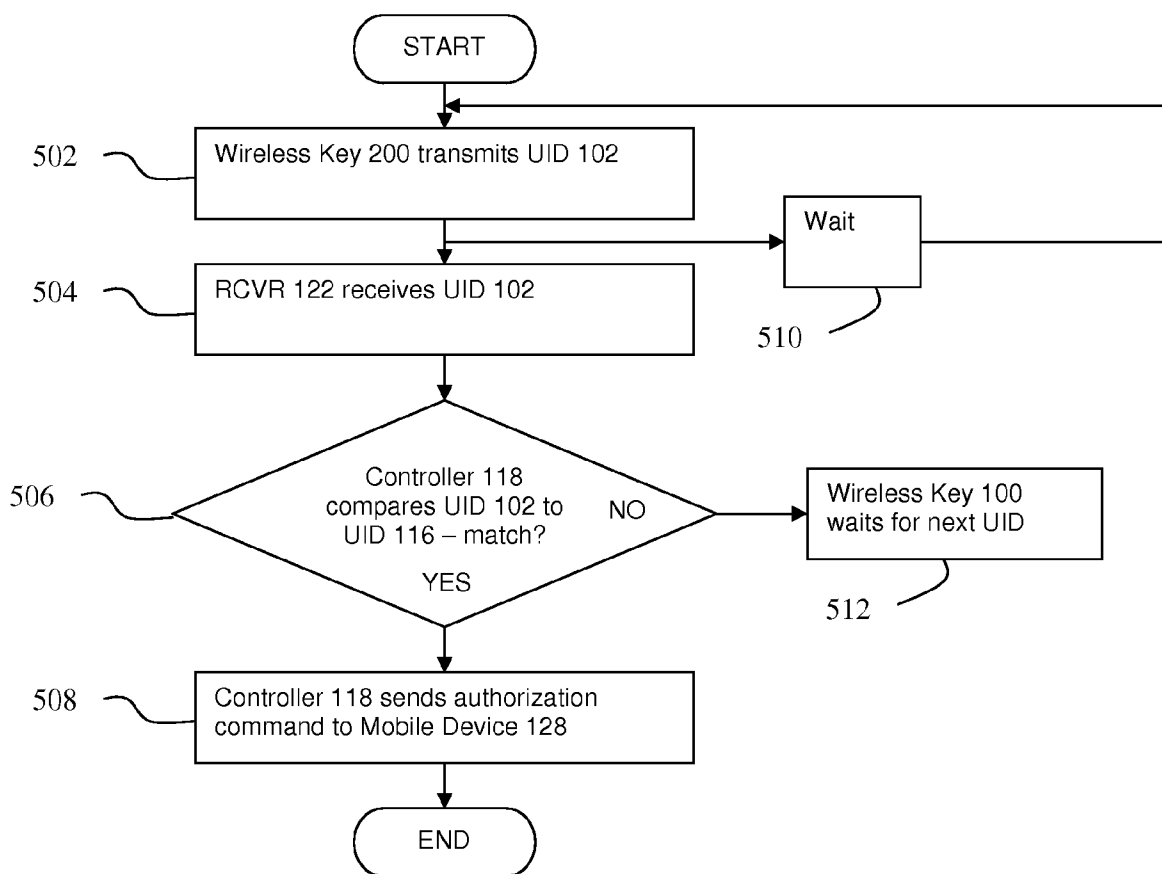 START
502
Wireless Key 200 transmits UID 102
Wait
504
RCVR 122 receives UID 102
510
506
Controller 118
compares UID 102 to
UID 116 – match?
NO
YES
Wireless Key 100
waits for next UID
512
508
Controller 118 sends authorization
command to Mobile Device 128
END